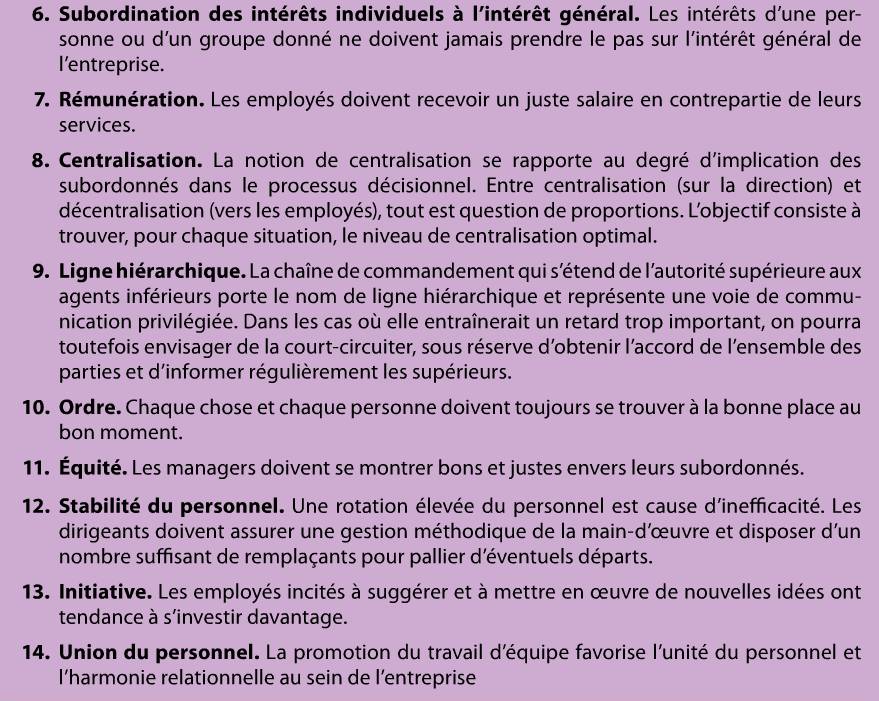 6. Subordination des intérêts individuels à l’intérêt général. Les intérêts d’une per-
sonne ou d’un groupe donné ne doivent jamais prendre le pas sur l’intérêt général de
l’entreprise.
7. Rémunération. Les employés doivent recevoir un juste salaire en contrepartie de leurs
services.
8. Centralisation. La notion de centralisation se rapporte au degré d’implication des
subordonnés dans le processus décisionnel. Entre centralisation (sur la direction) et
décentralisation (vers les employés), tout est question de proportions. L’objectif consiste à
trouver, pour chaque situation, le niveau de centralisation optimal.
9. Ligne hiérarchique. La chaîne de commandement qui s’étend de l’autorité supérieure aux
agents inférieurs porte le nom de ligne hiérarchique et représente une voie de commu-
nication privilégiée. Dans les cas où elle entraînerait un retard trop important, on pourra
toutefois envisager de la court-circuiter, sous réserve d’obtenir l’accord de l’ensemble des
parties et d’informer régulièrement les supérieurs.
10. Ordre. Chaque chose et chaque personne doivent toujours se trouver à la bonne place au
bon moment.
11. Équité. Les managers doivent se montrer bons et justes envers leurs subordonnés.
12. Stabilité du personnel. Une rotation élevée du personnel est cause d’inefficacité. Les
dirigeants doivent assurer une gestion méthodique de la main-d’œuvre et disposer d’un
nombre suffisant de remplaçants pour pallier d’éventuels départs.
13. Initiative. Les employés incités à suggérer et à mettre en œuvre de nouvelles idées ont
tendance à s’investir davantage.
14. Union du personnel. La promotion du travail d’équipe favorise l’unité du personnel et
l’harmonie relationnelle au sein de l’entreprise